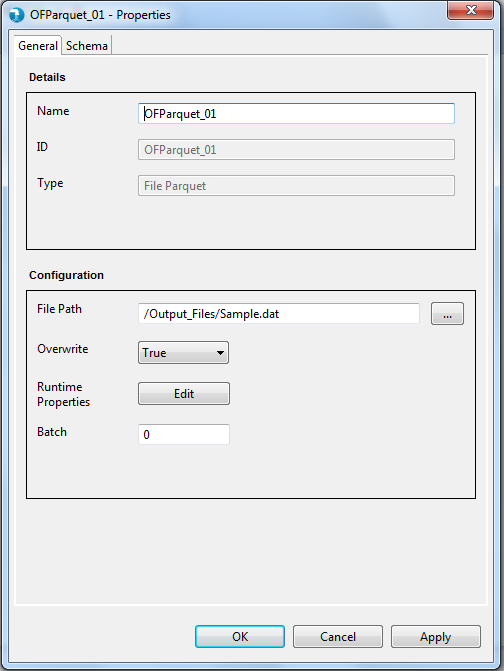 OFParquet_01 - Properties
General Schema
Details
Name OFParquet_01
ID OFParquet_01
Type File Parquet
Configuration
File Path /Output_Files/Sample.dat ...
Overwrite True
Runtime
Properties Edit
Batch 0
OK Cancel Apply